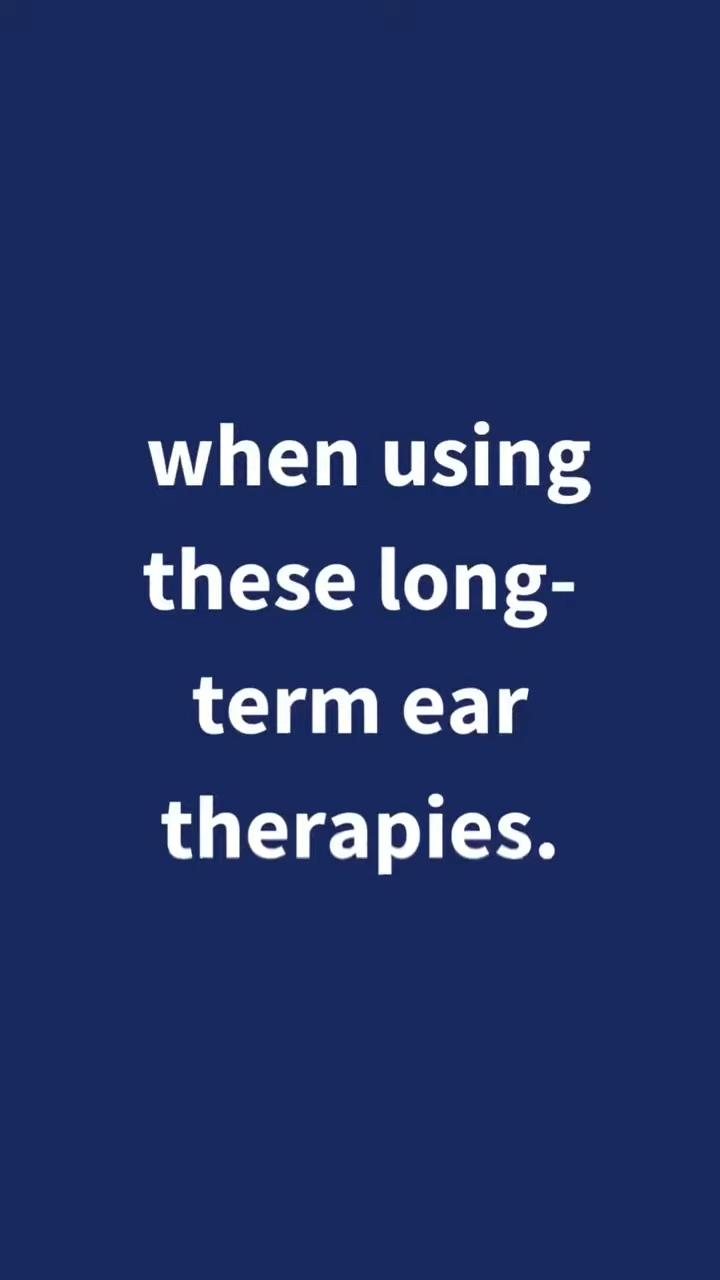 when using
these long-
term ear
therapies.